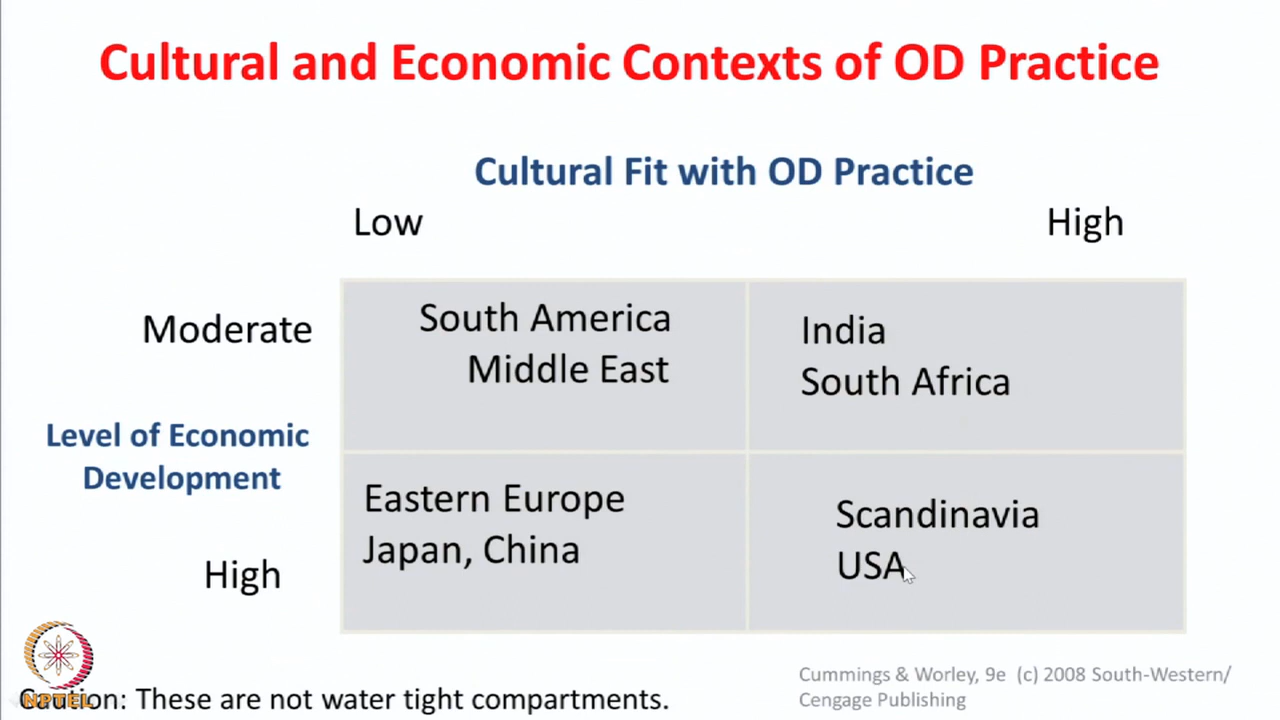 Cultural and Economic Contexts of OD Practice
Cultural Fit with OD Practice
Low High
Moderate
South America
Middle East
India
South Africa
Level of Economic
Development
High
Eastern Europe
Japan, China
Scandinavia
USA
Caution: These are not water tight compartments.
NPTEL
Cummings & Worley, 9e (c) 2008 South-Western/
Cengage Publishing